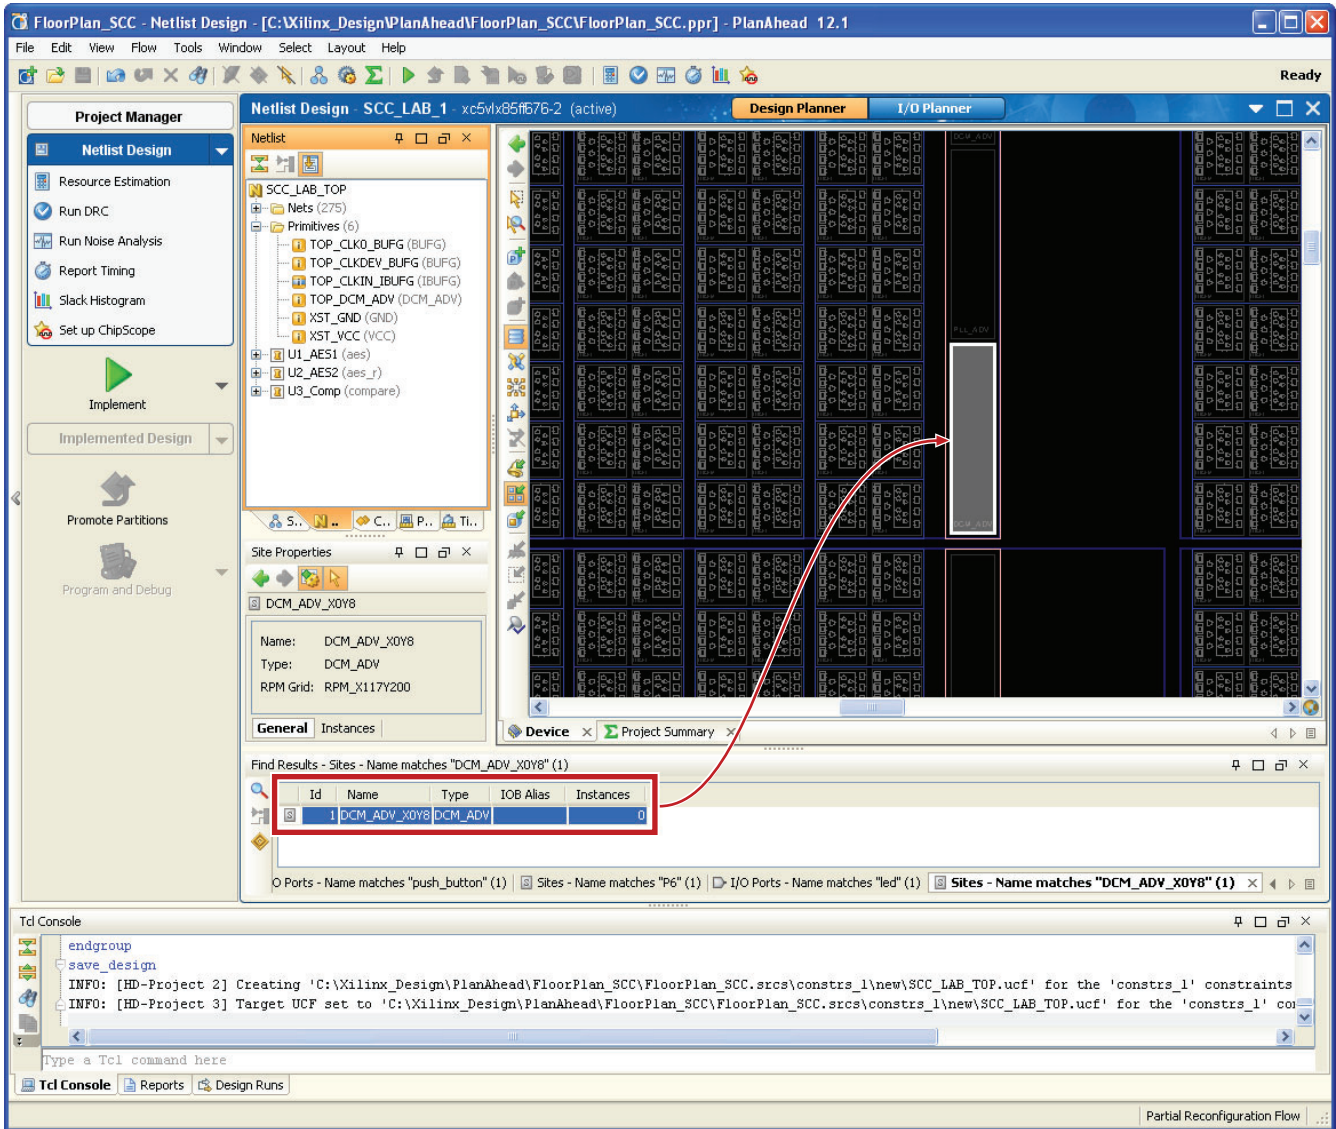 FloorPlan_SCC - Netlist Design - [C:\Xilinx_Design\PlanAhead\FloorPlan_SCC\FloorPlan_SCC.ppr] - PlanAhead 12.1
File Edit View Flow Tools Window Select Layout Help
Ready
Project Manager
Netlist Design
Resource Estimation
Run DRC
Run Noise Analysis
Report Timing
Slack Histogram
Set up ChipScope
Implement
Implemented Design
Promote Partitions
Program and Debug
Netlist Design - SCC_LAB_1 - xc5vlx85ff676-2 (active)
Design Planner
I/O Planner
Netlist
SCC_LAB_TOP
Nets (275)
Primitives (6)
TOP_CLK0_BUFG (BUFG)
TOP_CLKDEV_BUFG (BUFG)
TOP_CLKIN_IBUFG (IBUFG)
TOP_DCM_ADV (DCM_ADV)
XST_GND (GND)
XST_VCC (VCC)
U1_AES1 (aes)
U2_AES2 (aes_r)
U3_Comp (compare)
S.. N .. C.. P.. Ti..
Site Properties
DCM_ADV_X0Y8
Name: DCM_ADV_X0Y8
Type: DCM_ADV
RPM Grid: RPM_X117Y200
General Instances
DCM_ADV
PLL_ADV
DCM_ADV
Device Project Summary
Find Results - Sites - Name matches "DCM_ADV_X0Y8" (1)
Id Name Type IOB Alias Instances
1 DCM_ADV_X0Y8 DCM_ADV 0
O Ports - Name matches "push_button" (1) Sites - Name matches "P6" (1) I/O Ports - Name matches "led" (1) Sites - Name matches "DCM_ADV_X0Y8" (1)
Tcl Console
endgroup
save_design
INFO: [HD-Project 2] Creating 'C:\Xilinx_Design\PlanAhead\FloorPlan_SCC\FloorPlan_SCC.srcs\constrs_1\new\SCC_LAB_TOP.ucf' for the 'constrs_1' constraints
INFO: [HD-Project 3] Target UCF set to 'C:\Xilinx_Design\PlanAhead\FloorPlan_SCC\FloorPlan_SCC.srcs\constrs_1\new\SCC_LAB_TOP.ucf' for the 'constrs_1' con
Type a Tcl command here
Tcl Console Reports Design Runs
Partial Reconfiguration Flow